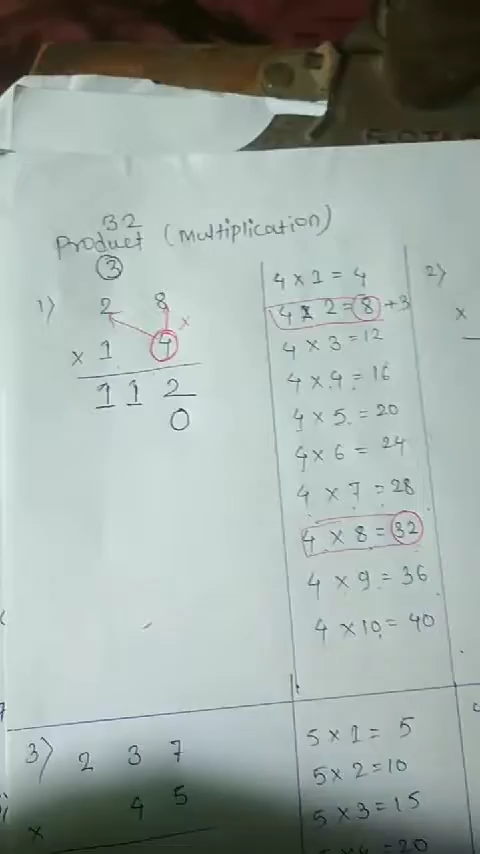 32
Product (Multiplication)
3
1) 2 8
x
× 1 4
1 1 2
0
4 × 1 = 4
4 × 2 = 8 + 3
4 × 3 = 12
4 × 4 = 16
4 × 5 = 20
4 × 6 = 24
4 × 7 = 28
4 × 8 = 32
4 × 9 = 36
4 × 10 = 40
2)
×
3) 2 3 7
4 5
×
5 × 1 = 5
5 × 2 = 10
5 × 3 = 15
5 × 4 = 20